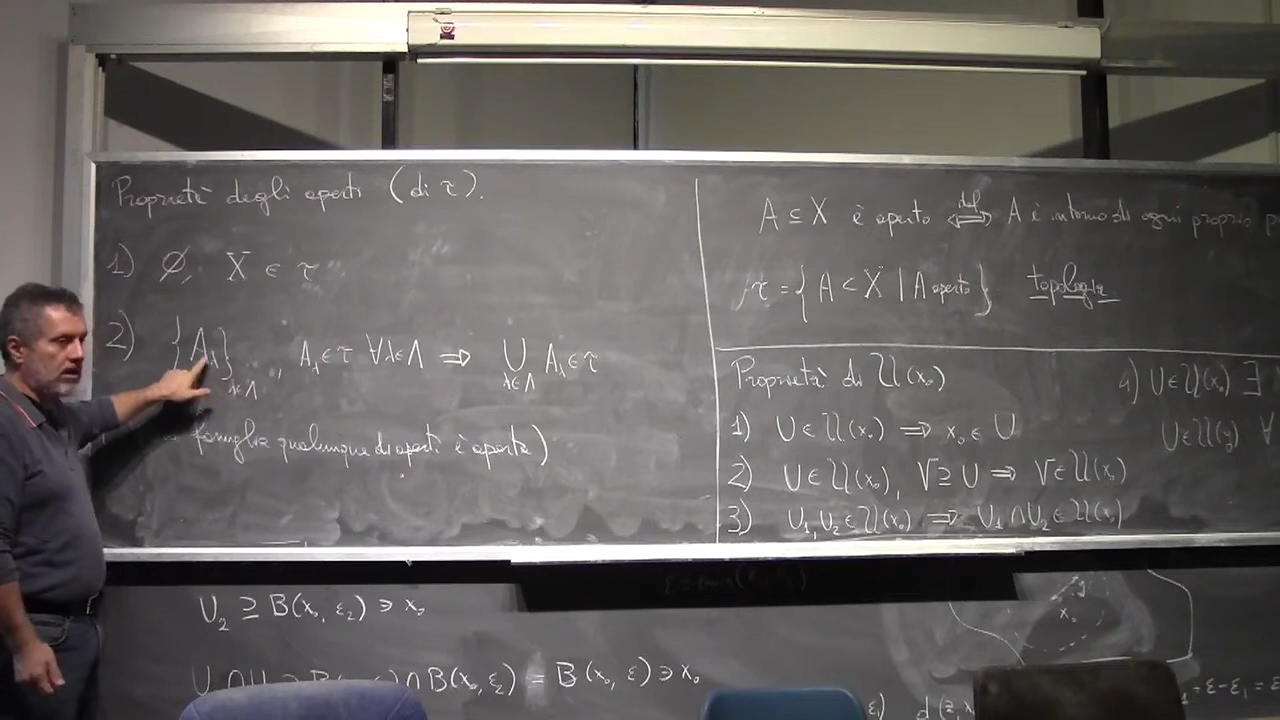 Proprietà degli aperti (di τ).
1) ∅, X ∈ τ
2) {A_λ}_{λ∈Λ}, A_λ ∈ τ ∀λ∈Λ ⇒ ⋃_{λ∈Λ} A_λ ∈ τ
famiglia qualunque di aperti è aperta)
A ⊆ X è aperto ⇔^{def} A è intorno di ogni proprio
τ = { A ⊂ X | A aperto } topologia
Proprietà di U(x₀)
1) U ∈ U(x₀) ⇒ x₀ ∈ U
2) U ∈ U(x₀), V ⊇ U ⇒ V ∈ U(x₀)
3) U₁, U₂ ∈ U(x₀) ⇒ U₁ ∩ U₂ ∈ U(x₀)
4) U ∈ U(x₀) ∃
U ∈ U(y) ∀
U₂ ⊇ B(x₀, ε₂) ∋ x₀
∩ B(x₀, ε₂) = B(x₀, ε) ∋ x₀
x₀